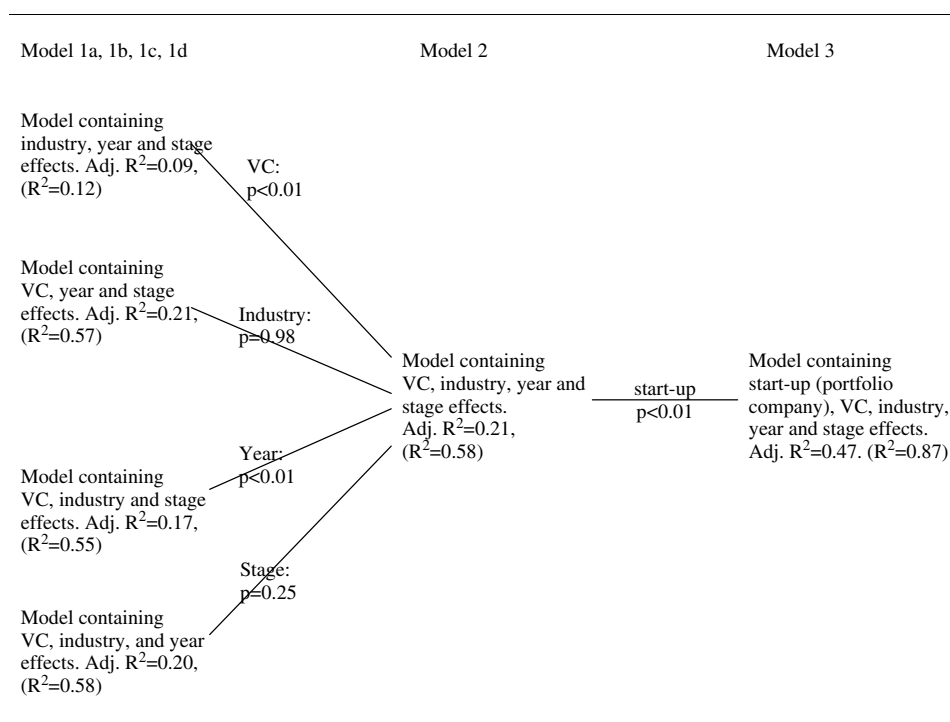 Model 1a, 1b, 1c, 1d
Model 2
Model 3
Model containing
industry, year and stage
effects. Adj. R²=0.09,
(R²=0.12)
VC:
p<0.01
Model containing
VC, year and stage
effects. Adj. R²=0.21,
(R²=0.57)
Industry:
p=0.98
Model containing
VC, industry and stage
effects. Adj. R²=0.17,
(R²=0.55)
Year:
p<0.01
Model containing
VC, industry, and year
effects. Adj. R²=0.20,
(R²=0.58)
Stage:
p=0.25
Model containing
VC, industry, year and
stage effects.
Adj. R²=0.21,
(R²=0.58)
start-up
p<0.01
Model containing
start-up (portfolio
company), VC, industry,
year and stage effects.
Adj. R²=0.47. (R²=0.87)